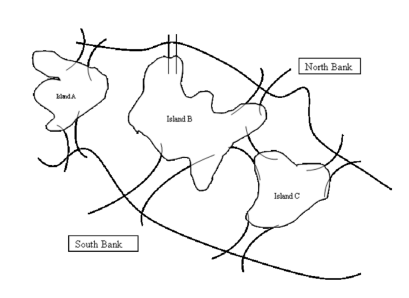 North Bank
Island A
Island B
Island C
South Bank